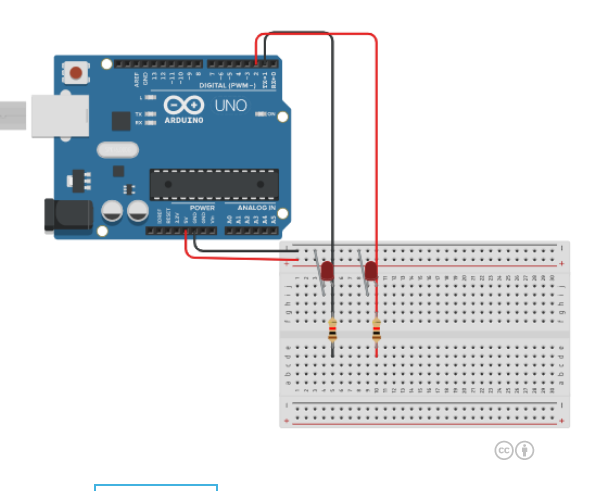 AREF
GND
13
12
~11
~10
~9
8
7
~6
~5
4
~3
2
TX→1
RX←0
DIGITAL (PWM~)
L
TX
RX
UNO
ARDUINO
ON
IOREF
RESET
3.3V
5V
GND
GND
Vin
POWER
ANALOG IN
A0
A1
A2
A3
A4
A5
- -
+ +
j j
i i
h h
g g
f f
e e
d d
c c
b b
a a
- -
+ +
cc